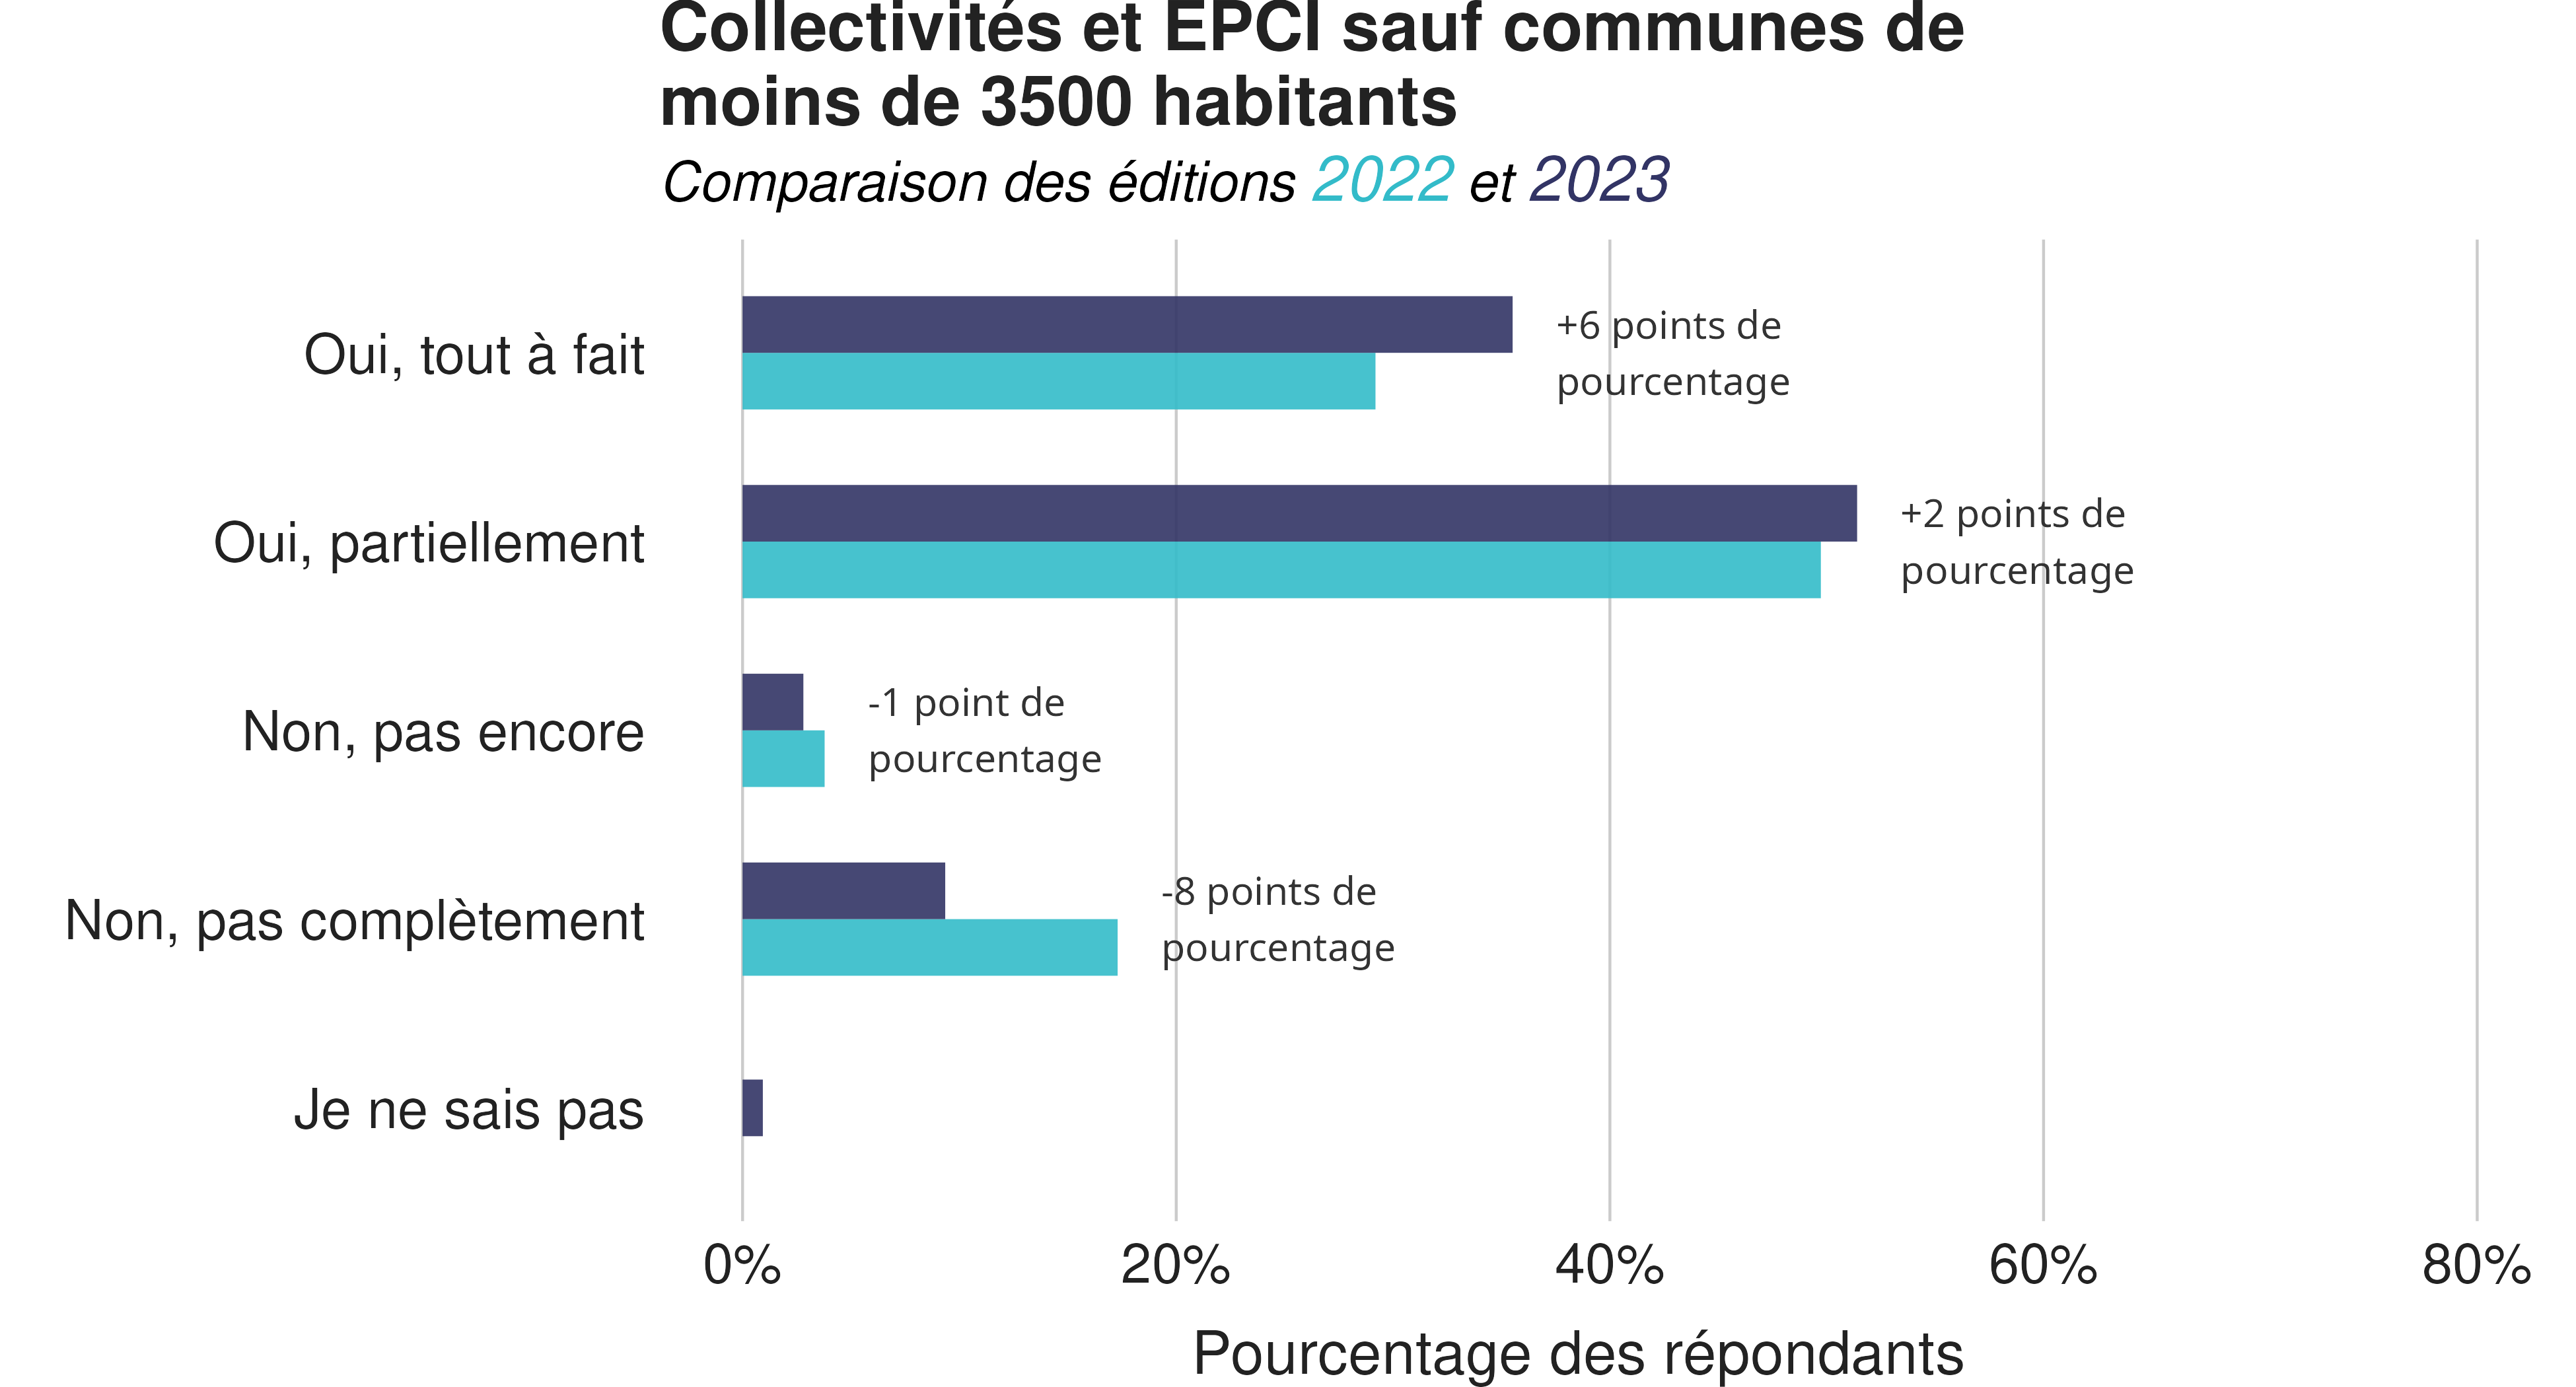 Collectivités et EPCI sauf communes de
moins de 3500 habitants
Comparaison des éditions 2022 et 2023
Oui, tout à fait
+6 points de
pourcentage
Oui, partiellement
+2 points de
pourcentage
Non, pas encore
-1 point de
pourcentage
Non, pas complètement
-8 points de
pourcentage
Je ne sais pas
0% 20% 40% 60% 80%
Pourcentage des répondants